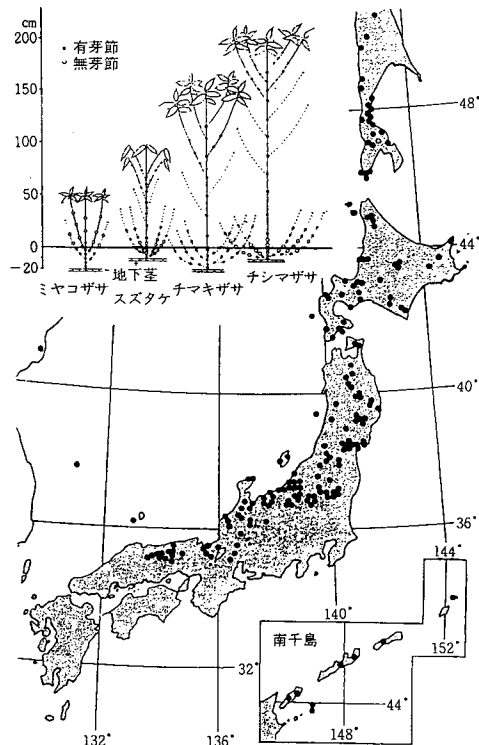 cm
200
150
100
50
0
-20
• 有芽節
◦ 無芽節
地下茎
ミヤコザサ
スズタケ
チマキザサ
チシマザサ
48°
44°
40°
36°
32°
132°
136°
140°
144°
152°
南千島
44°
148°